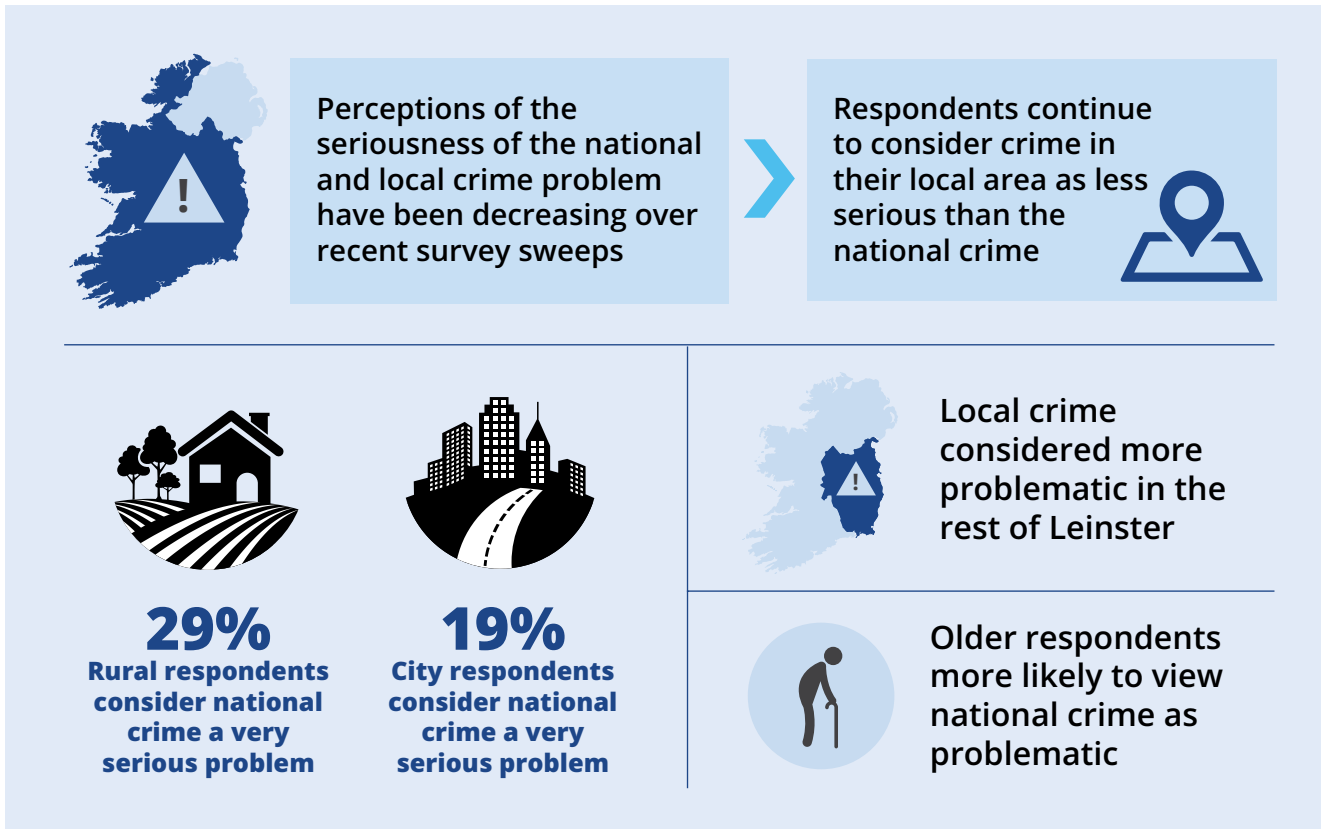 Perceptions of the
seriousness of the national
and local crime problem
have been decreasing over
recent survey sweeps
Respondents continue
to consider crime in
their local area as less
serious than the
national crime
!
29%
Rural respondents
consider national
crime a very
serious problem
19%
City respondents
consider national
crime a very
serious problem
!
Local crime
considered more
problematic in the
rest of Leinster
Older respondents
more likely to view
national crime as
problematic